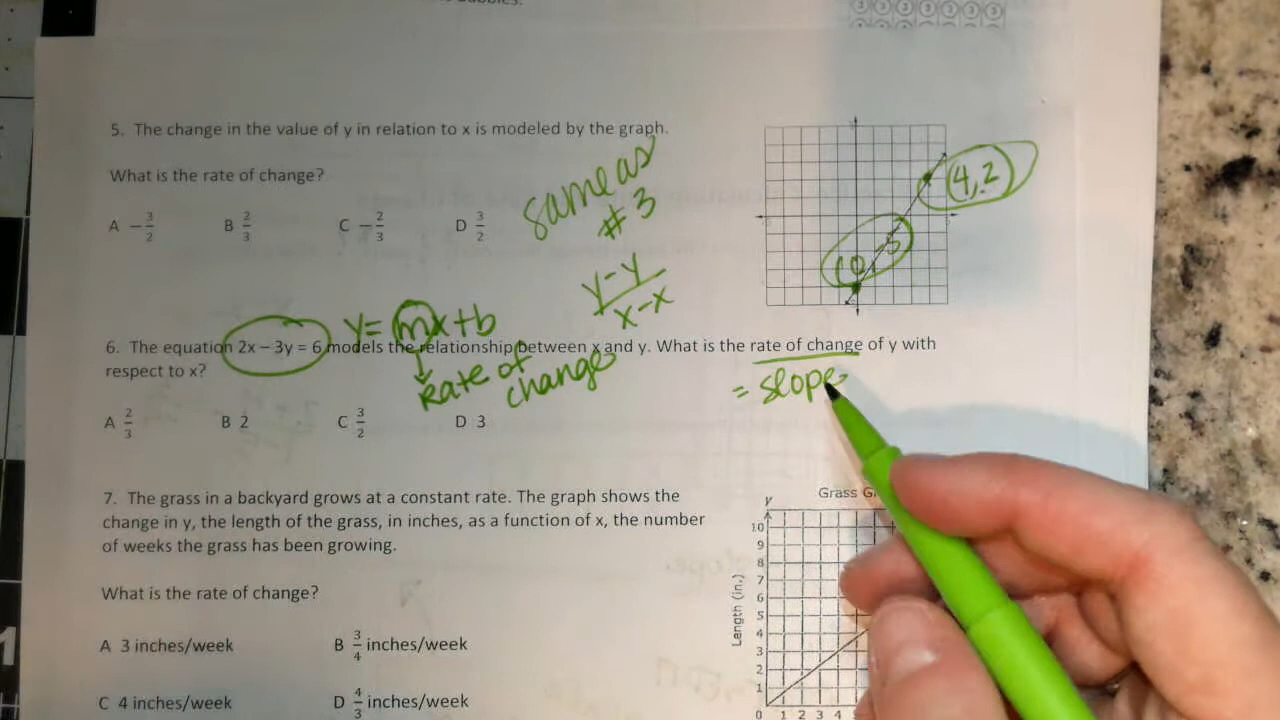 5. The change in the value of y in relation to x is modeled by the graph.
What is the rate of change?
A -3/2 B 2/3 C -2/3 D 3/2
same as
# 3
(4,2)
(0,-5)
y-y/x-x
y=mx+b
6. The equation 2x – 3y = 6 models the relationship between x and y. What is the rate of change of y with
respect to x?
Rate of
change
= slope
A 2/3 B 2 C 3/2 D 3
7. The grass in a backyard grows at a constant rate. The graph shows the
change in y, the length of the grass, in inches, as a function of x, the number
of weeks the grass has been growing.
What is the rate of change?
A 3 inches/week B 3/4 inches/week
C 4 inches/week D 4/3 inches/week
Grass
y
10
9
8
7
6
5
4
3
2
1
0 1 2 3 4
Length (in.)